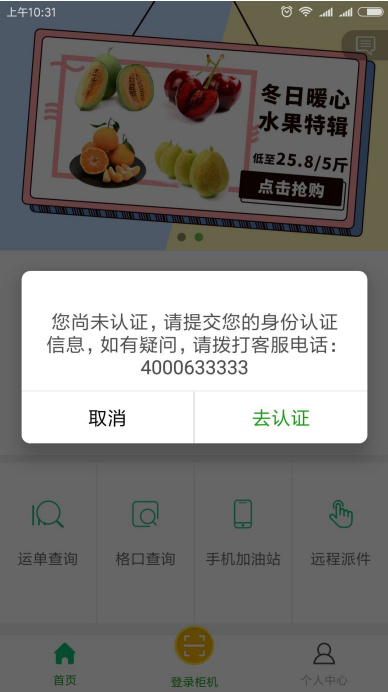 上午10:31
冬日暖心
水果特辑
低至25.8/5斤
点击抢购
您尚未认证，请提交您的身份认证
信息，如有疑问，请拨打客服电话：
4000633333
取消
去认证
运单查询
格口查询
手机加油站
远程派件
首页
登录柜机
个人中心